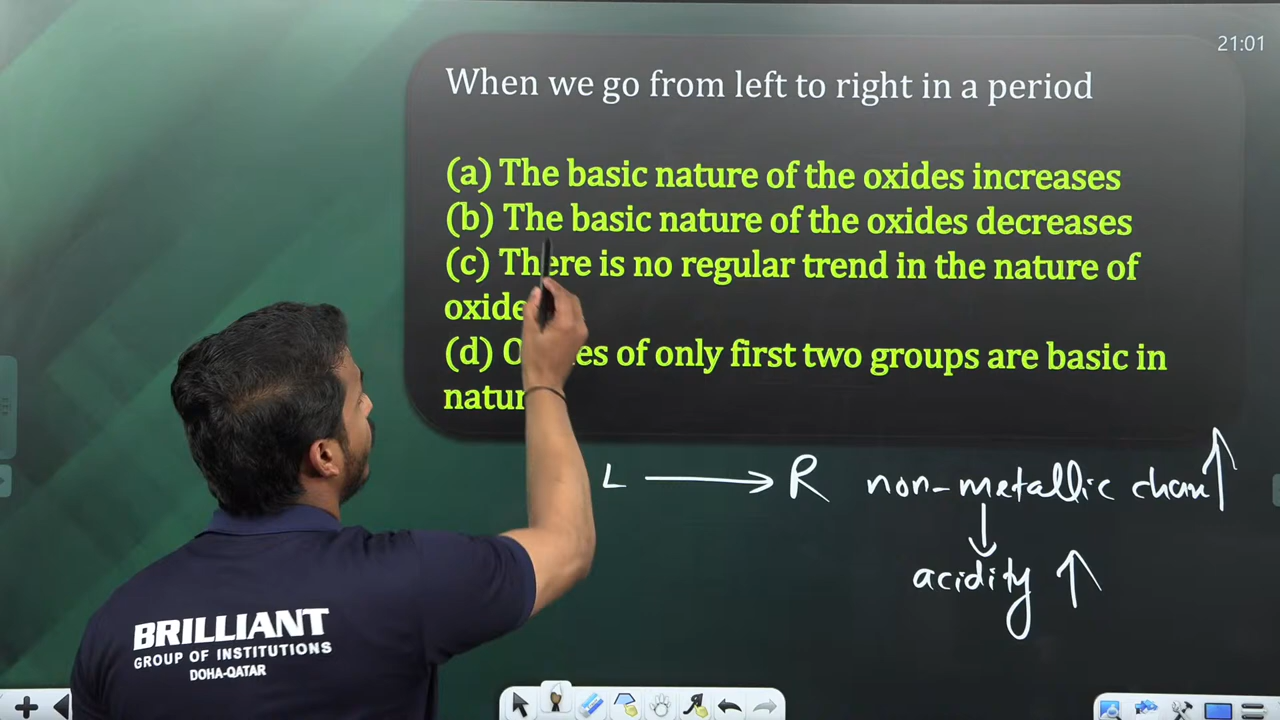 21:01
When we go from left to right in a period
(a) The basic nature of the oxides increases
(b) The basic nature of the oxides decreases
(c) There is no regular trend in the nature of
oxide
(d) of only first two groups are basic in
natur
L → R non-metallic char ↑
↓
acidity ↑
BRILLIANT
GROUP OF INSTITUTIONS
DOHA-QATAR